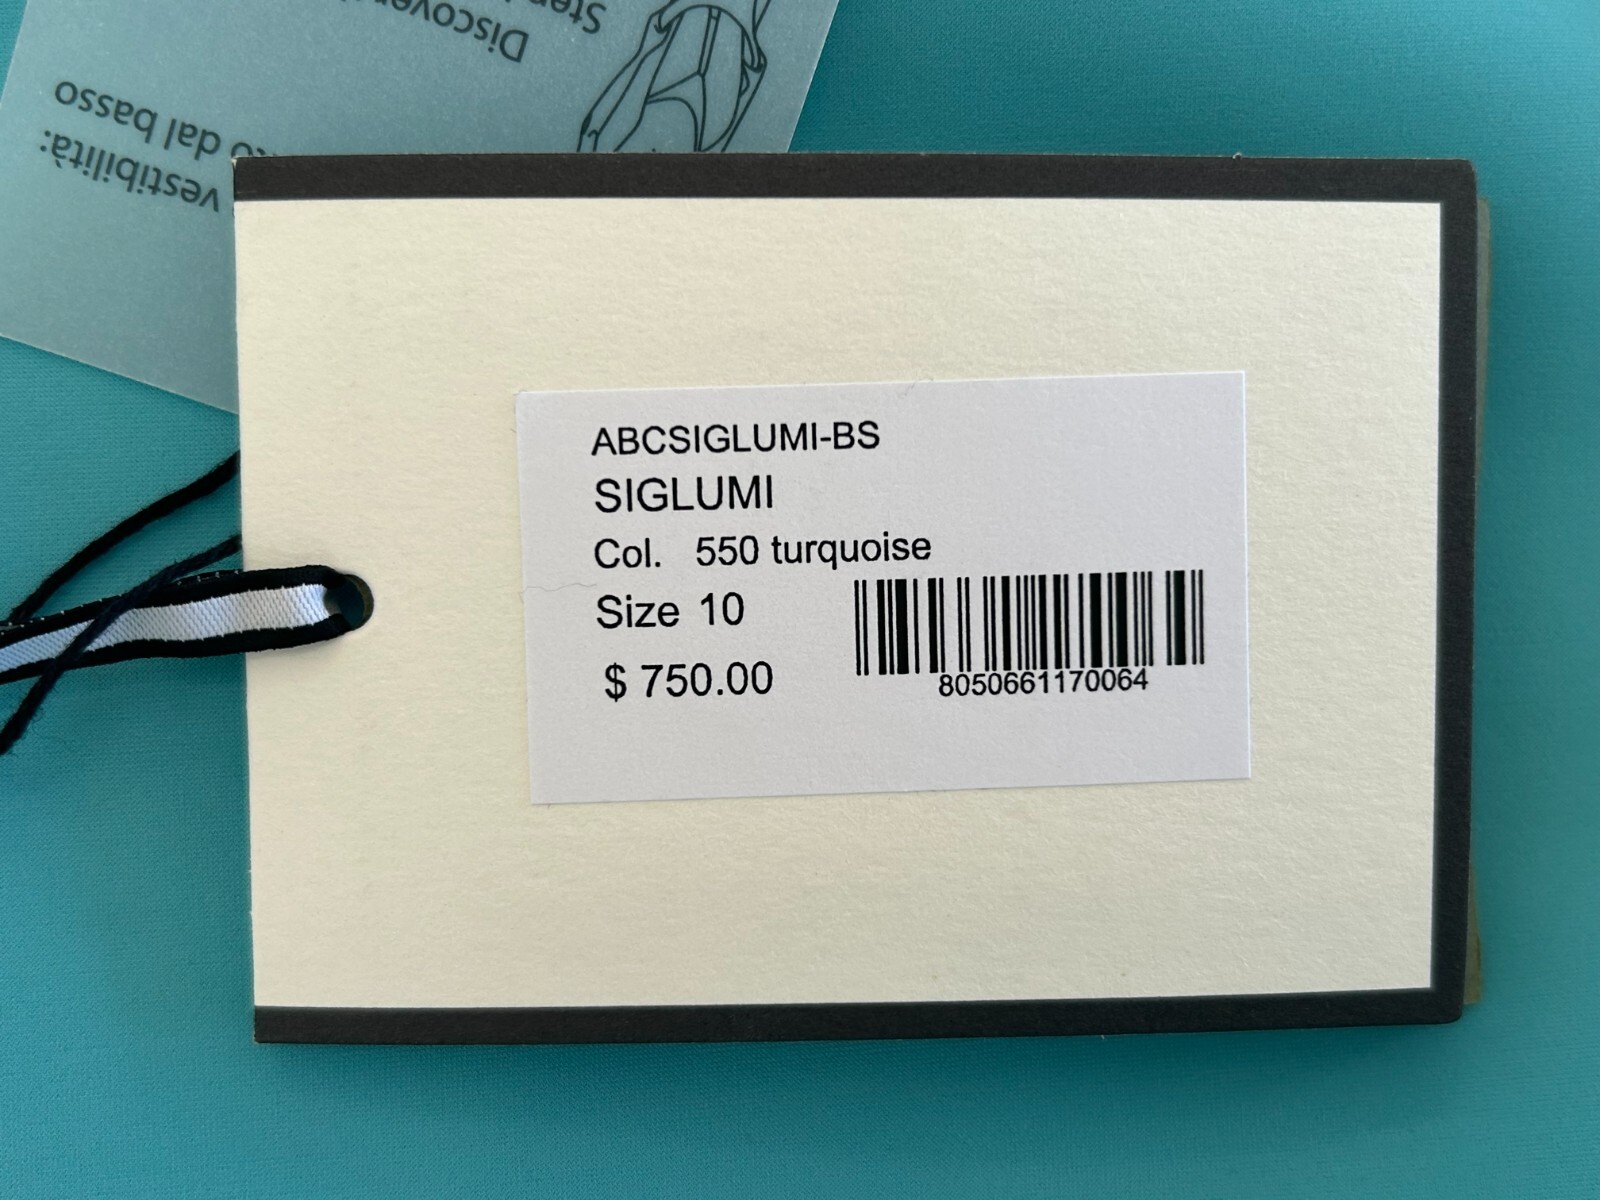 vestibilità:
dal basso
ABCSIGLUMI-BS
SIGLUMI
Col. 550 turquoise
Size 10
$ 750.00
8050661170064